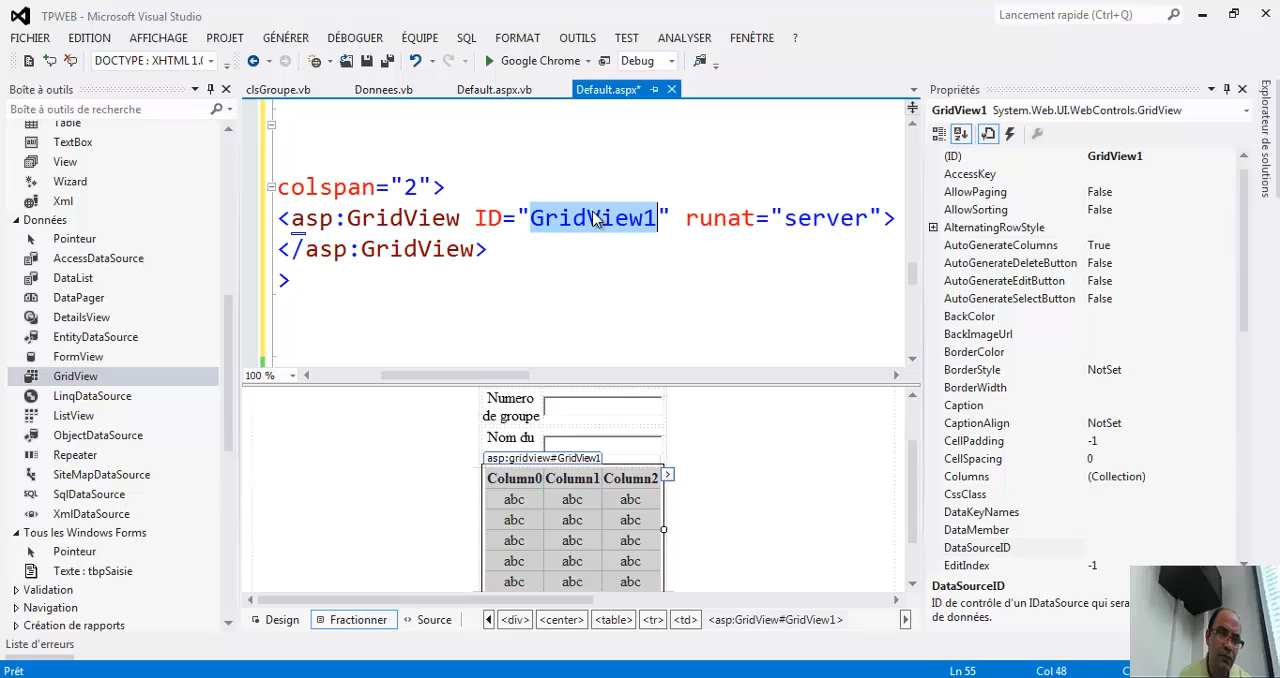 TPWEB - Microsoft Visual Studio
Lancement rapide (Ctrl+Q)
FICHIER EDITION AFFICHAGE PROJET GÉNÉRER DÉBOGUER ÉQUIPE SQL FORMAT OUTILS TEST ANALYSER FENÊTRE ?
DOCTYPE : XHTML 1.0
Google Chrome
Debug
Boîte à outils
Boîte à outils de recherche
Table
TextBox
View
Wizard
Xml
Données
Pointeur
AccessDataSource
DataList
DataPager
DetailsView
EntityDataSource
FormView
GridView
LinqDataSource
ListView
ObjectDataSource
Repeater
SiteMapDataSource
SQL SqlDataSource
XmlDataSource
Tous les Windows Forms
Pointeur
Texte : tbpSaisie
Validation
Navigation
Création de rapports
Liste d'erreurs
clsGroupe.vb Donnees.vb Default.aspx.vb Default.aspx*
colspan="2">
<asp:GridView ID="GridView1" runat="server">
</asp:GridView>
>
100 %
Numero
de groupe
Nom du
asp:gridview#GridView1
Column0 Column1 Column2
abc abc abc
abc abc abc
abc abc abc
abc abc abc
abc abc abc
Design Fractionner Source <div> <center> <table> <tr> <td> <asp:GridView#GridView1>
Propriétés
GridView1 System.Web.UI.WebControls.GridView
(ID) GridView1
AccessKey
AllowPaging False
AllowSorting False
AlternatingRowStyle
AutoGenerateColumns True
AutoGenerateDeleteButton False
AutoGenerateEditButton False
AutoGenerateSelectButton False
BackColor
BackImageUrl
BorderColor
BorderStyle NotSet
BorderWidth
Caption
CaptionAlign NotSet
CellPadding -1
CellSpacing 0
Columns (Collection)
CssClass
DataKeyNames
DataMember
DataSourceID
EditIndex -1
DataSourceID
ID de contrôle d'un IDataSource qui
de données.
Explorateur de solutions
Prêt
Ln 55
Col 48